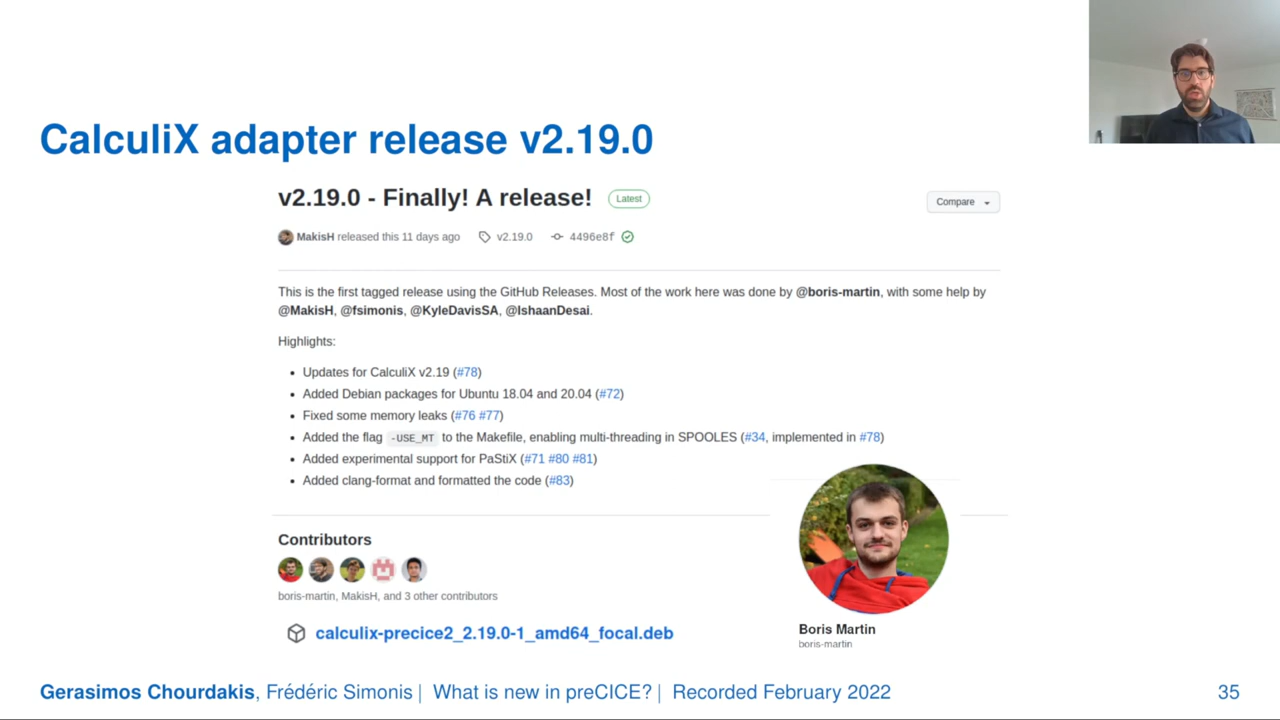 CalculiX adapter release v2.19.0
v2.19.0 - Finally! A release!
Latest
Compare
MakisH released this 11 days ago
v2.19.0
4496e8f
This is the first tagged release using the GitHub Releases. Most of the work here was done by @boris-martin, with some help by
@MakisH, @fsimonis, @KyleDavisSA, @IshaanDesai.
Highlights:
• Updates for CalculiX v2.19 (#78)
• Added Debian packages for Ubuntu 18.04 and 20.04 (#72)
• Fixed some memory leaks (#76 #77)
• Added the flag -USE_MT to the Makefile, enabling multi-threading in SPOOLES (#34, implemented in #78)
• Added experimental support for PaStiX (#71 #80 #81)
• Added clang-format and formatted the code (#83)
Contributors
boris-martin, MakisH, and 3 other contributors
calculix-precice2_2.19.0-1_amd64_focal.deb
Boris Martin
boris-martin
Gerasimos Chourdakis, Frédéric Simonis | What is new in preCICE? | Recorded February 2022
35